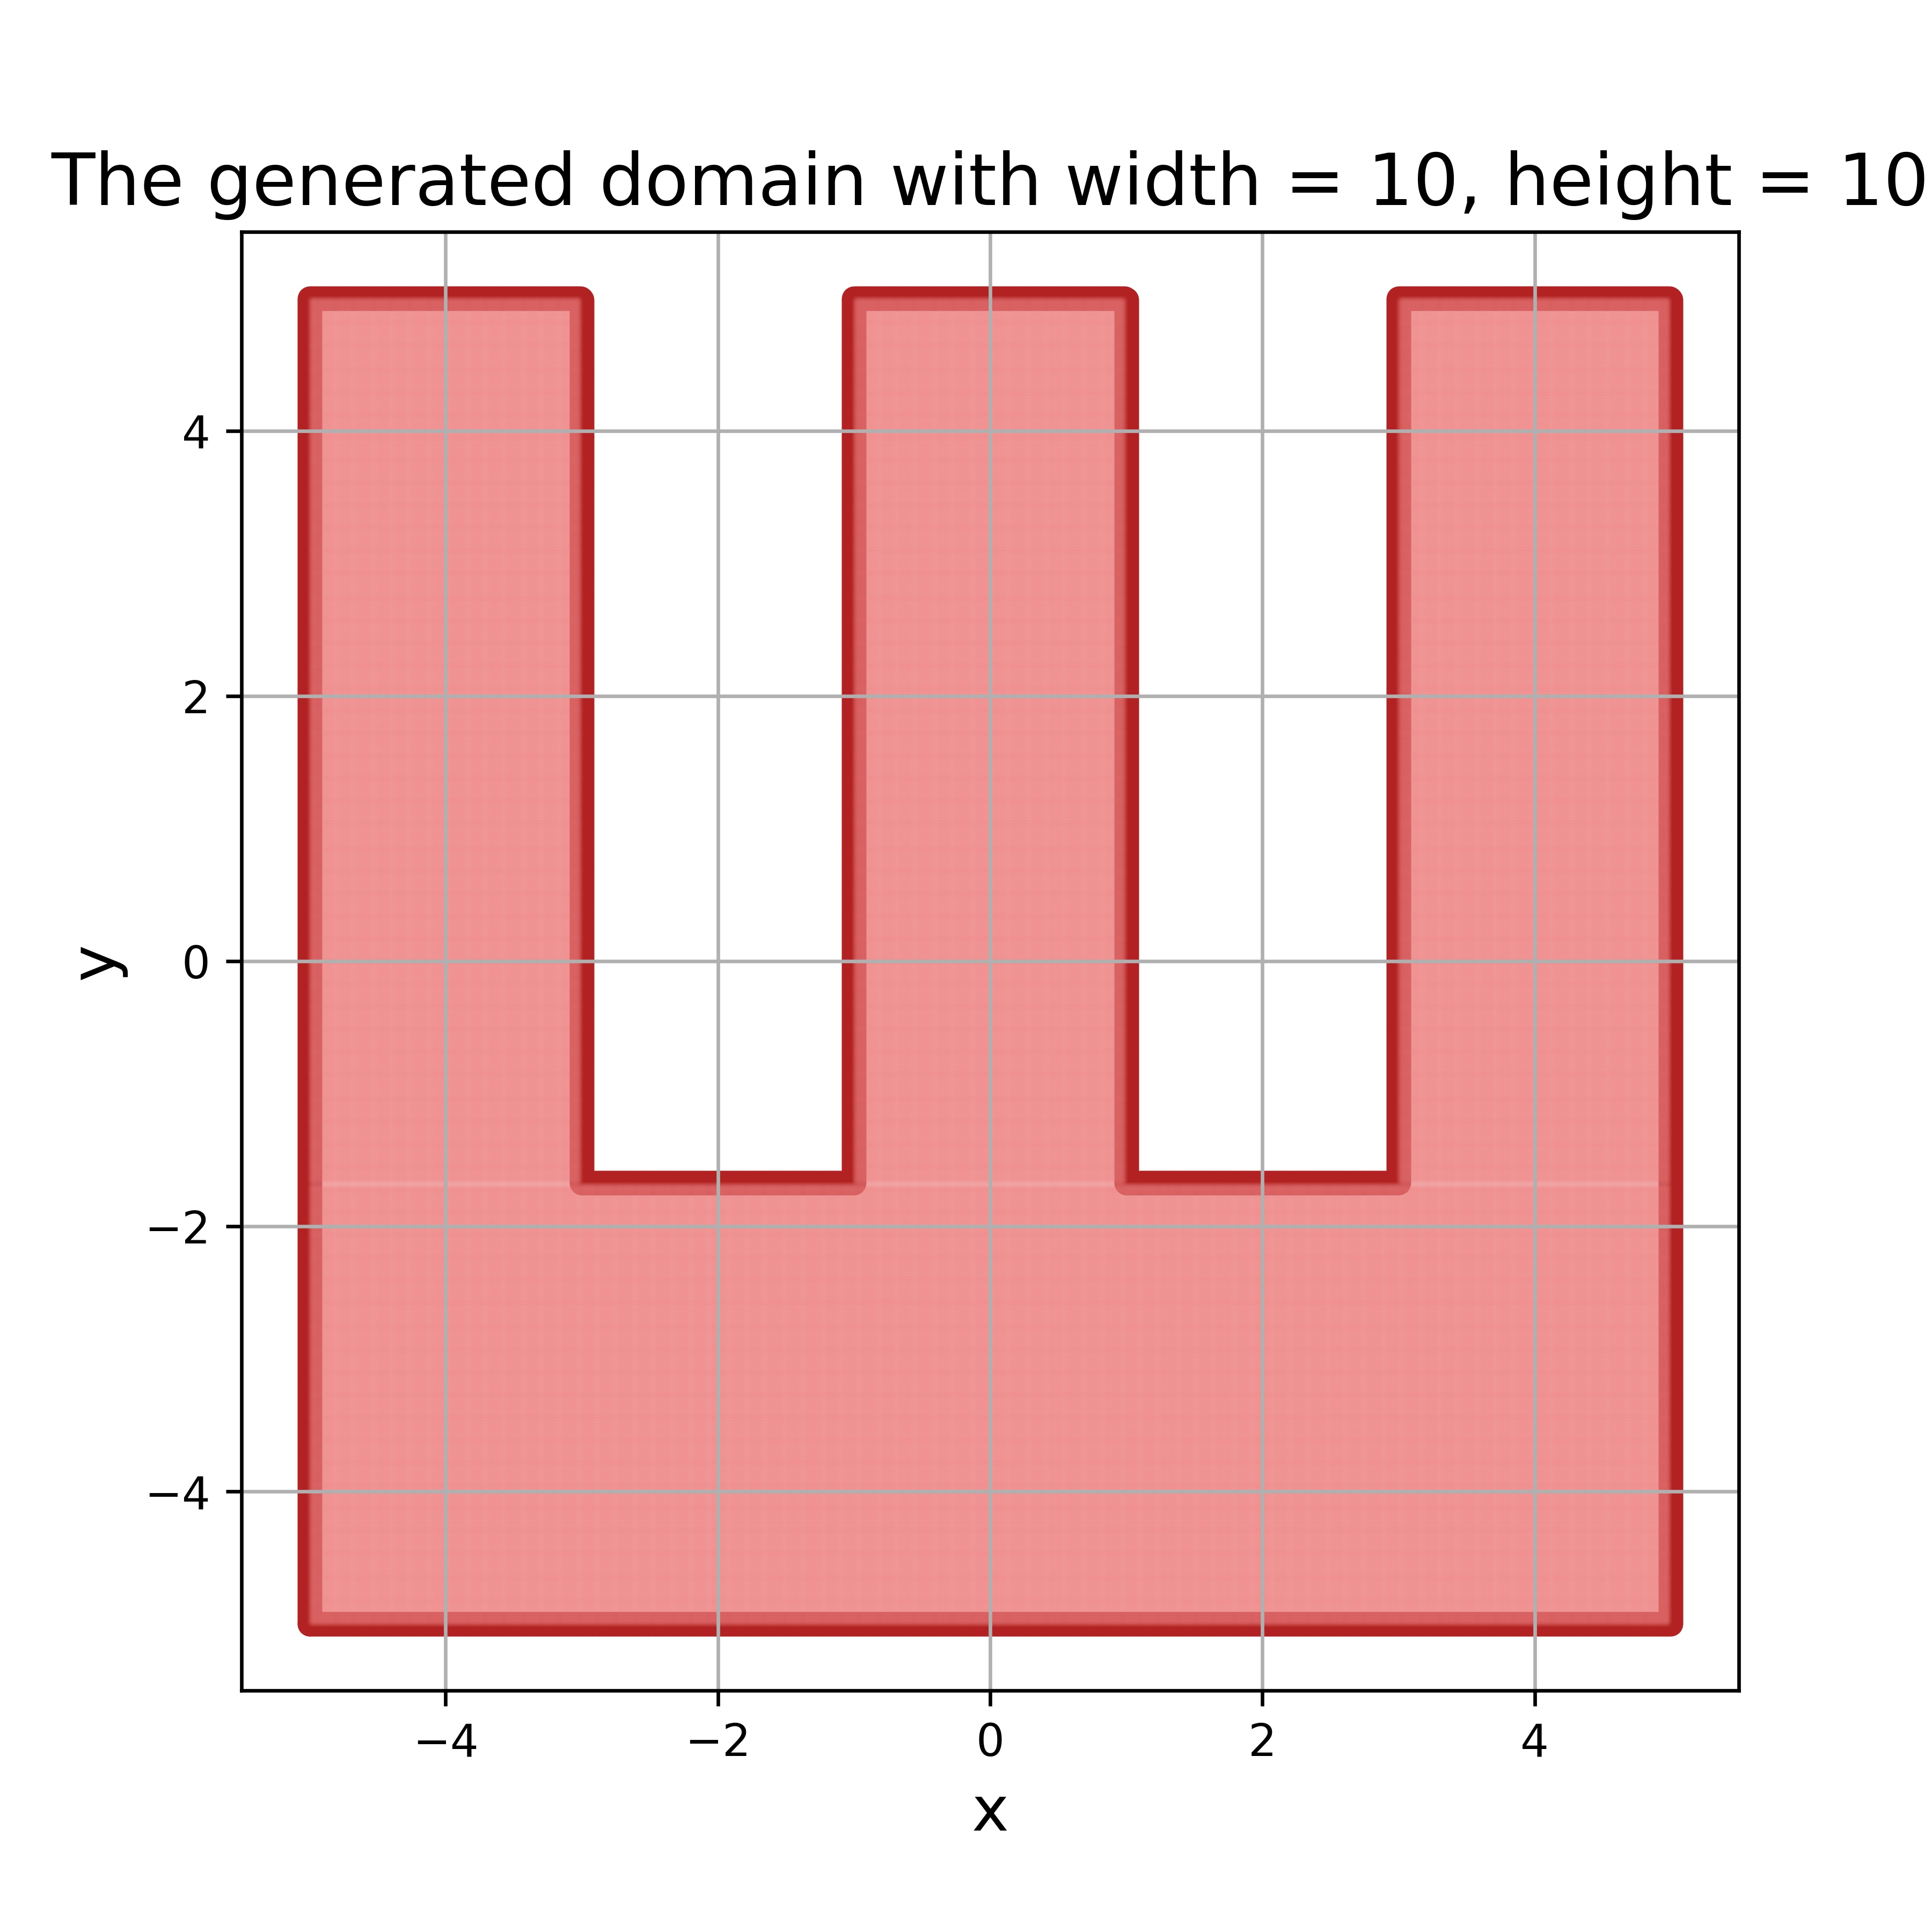 The generated domain with width = 10, height = 10
4
2
0
−2
−4
y
−4 −2 0 2 4
x